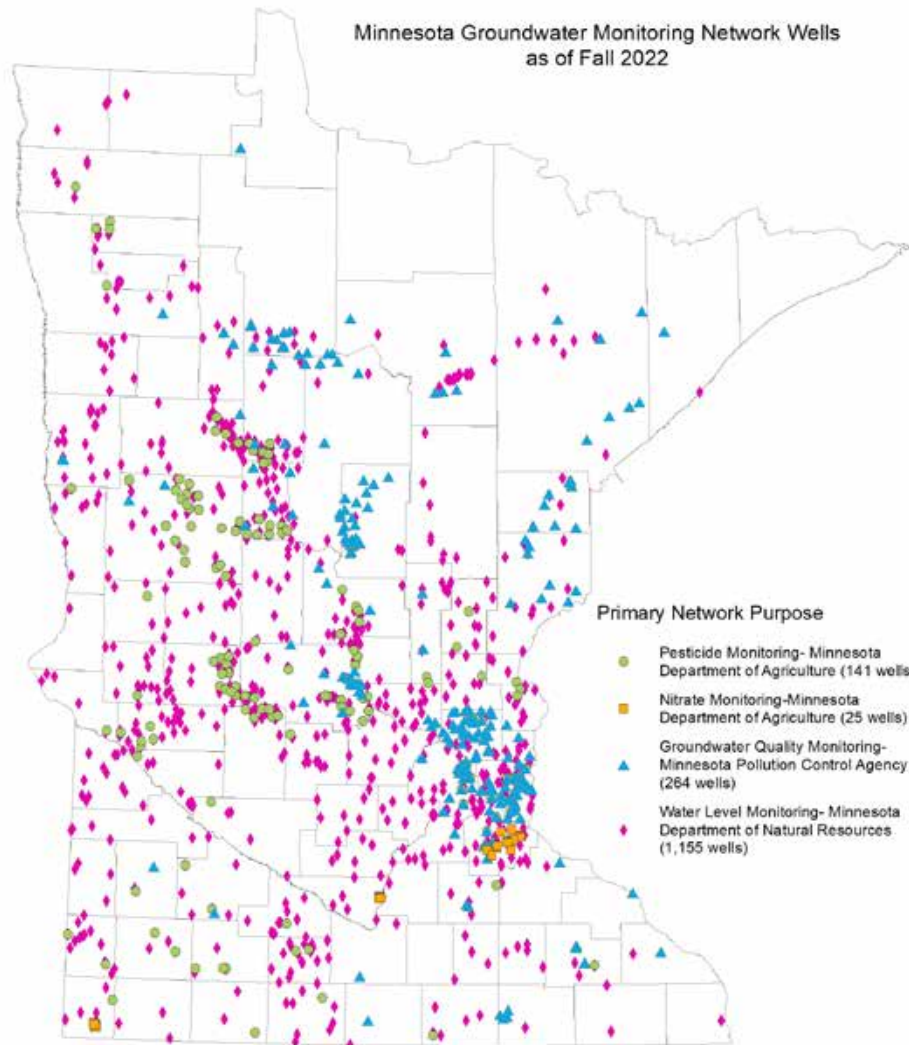 Minnesota Groundwater Monitoring Network Wells
as of Fall 2022
Primary Network Purpose
Pesticide Monitoring- Minnesota
Department of Agriculture (141 wells
Nitrate Monitoring-Minnesota
Department of Agriculture (25 wells)
Groundwater Quality Monitoring-
Minnesota Pollution Control Agency
(264 wells)
Water Level Monitoring- Minnesota
Department of Natural Resources
(1,155 wells)